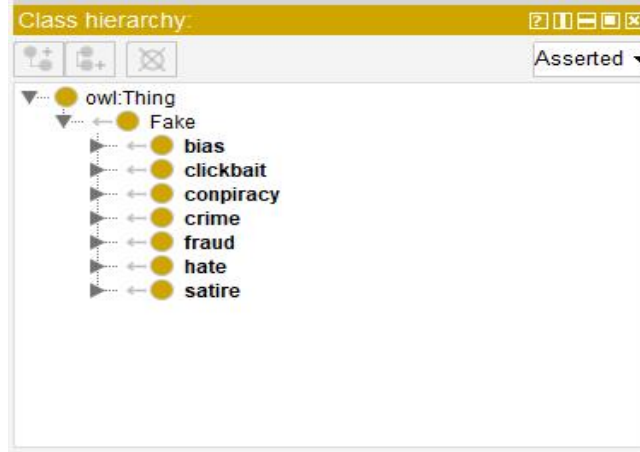 Class hierarchy:
Asserted
owl:Thing
Fake
bias
clickbait
conpiracy
crime
fraud
hate
satire